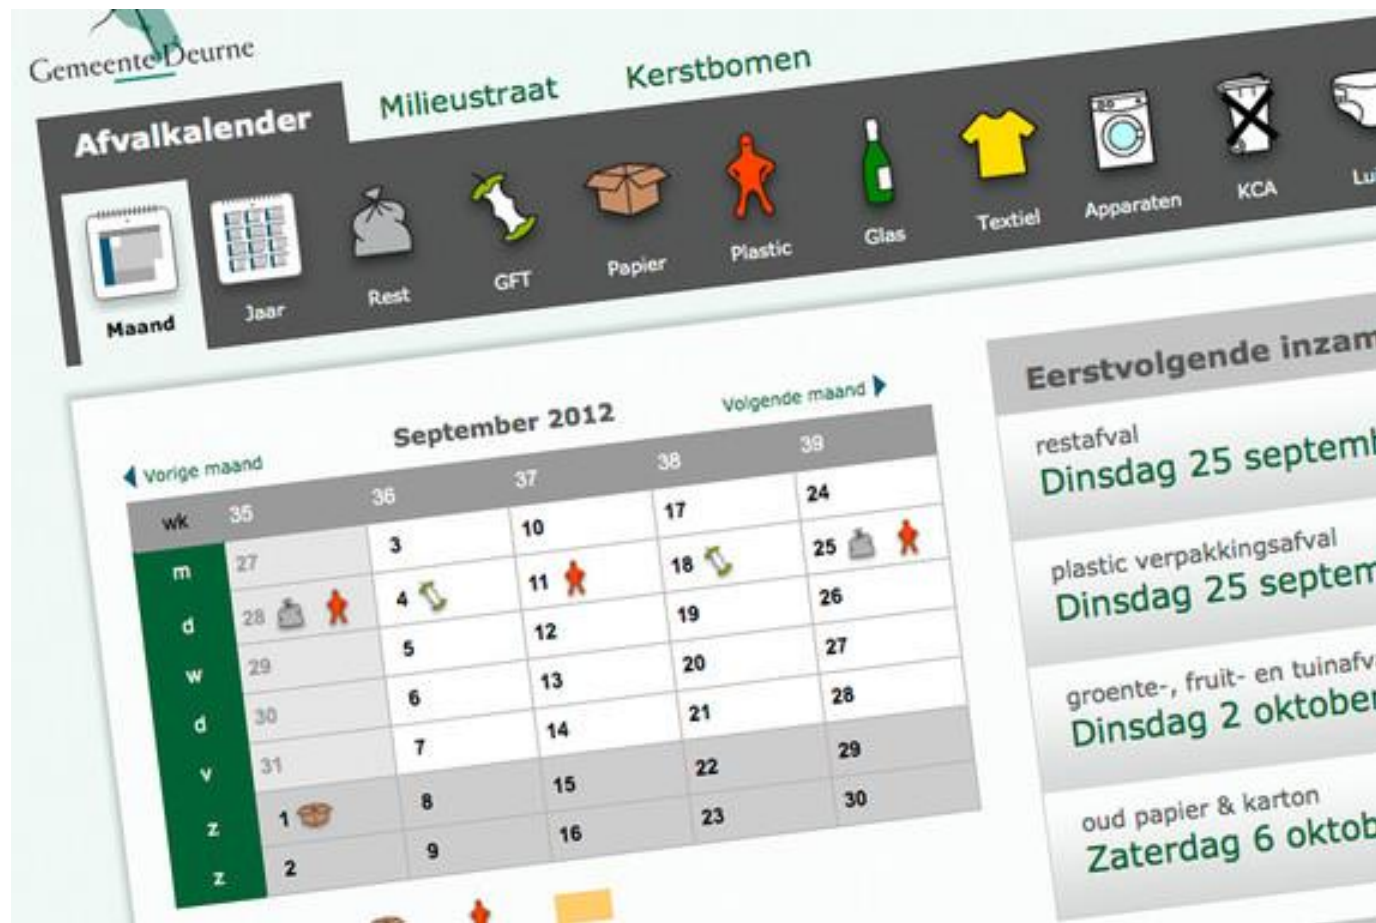 Gemeente Deurne
Afvalkalender
Milieustraat
Kerstbomen
Maand
Jaar
Rest
GFT
Papier
Plastic
Glas
Textiel
Apparaten
KCA
Vorige maand
September 2012
Volgende maand
wk 35 36 37 38 39
m 27 3 10 17 24
d 28 4 11 18 25
w 29 5 12 19 26
d 30 6 13 20 27
v 31 7 14 21 28
z 1 8 15 22 29
z 2 9 16 23 30
Eerstvolgende
restafval
Dinsdag 25
plastic verpakkingsafval
Dinsdag 25
groente-, fruit- en
Dinsdag 2 oktober
oud papier & karton
Zaterdag 6